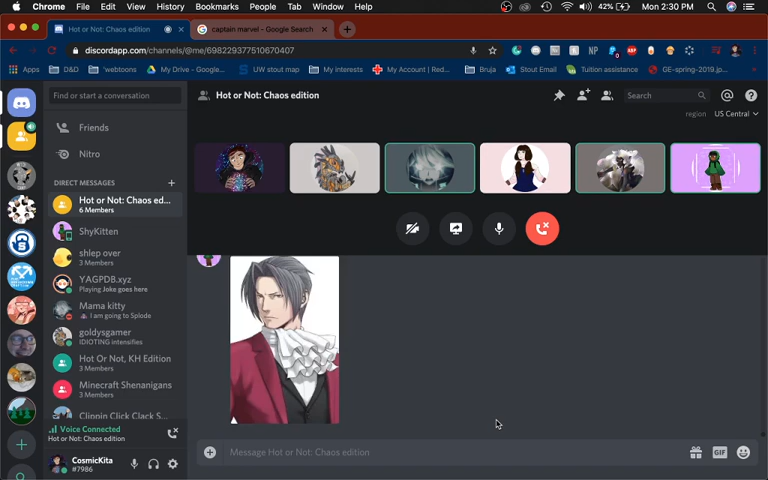 Chrome File Edit View History Bookmarks People Tab Window Help 42% Mon 2:30 PM
Hot or Not: Chaos edition captain marvel - Google Search
discordapp.com/channels/@me/698229377510670407
Apps D&D "webtoons My Drive - Google... UW stout map My interests My Account | Red... Bruja Stout Email Tuition assistance GE-spring-2019.jp...
Find or start a conversation
Hot or Not: Chaos edition
Search
region US Central
Friends
Nitro
DIRECT MESSAGES
Hot or Not: Chaos ed...
6 Members
ShyKitten
shlep over
3 Members
YAGPDB.xyz
Playing Joke goes here
Mama kitty
I am going to Splode
goldysgamer
IDIOTING intensifies
Hot Or Not, KH Edition
3 Members
Minecraft Shenanigans
3 Members
Clippin Click Clack S...
Voice Connected
Hot or Not: Chaos edition
CosmicKita
#7986
Message Hot or Not: Chaos edition
GIF